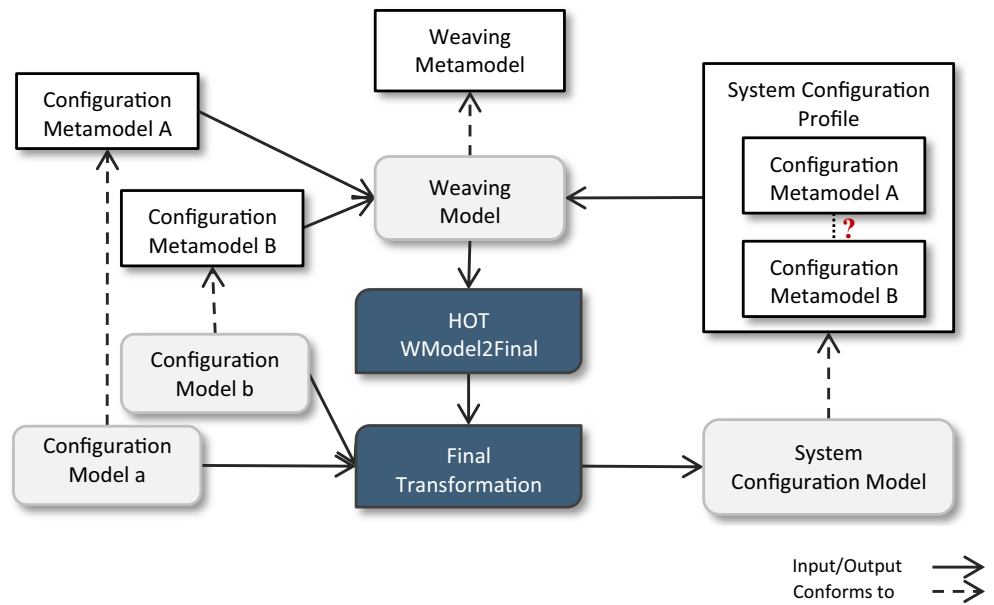 Weaving
Metamodel
Configuration
Metamodel A
System Configuration
Profile
Configuration
Metamodel A
?
Configuration
Metamodel B
Weaving
Model
Configuration
Metamodel B
HOT
WModel2Final
Configuration
Model b
Configuration
Model a
Final
Transformation
System
Configuration Model
Input/Output
Conforms to